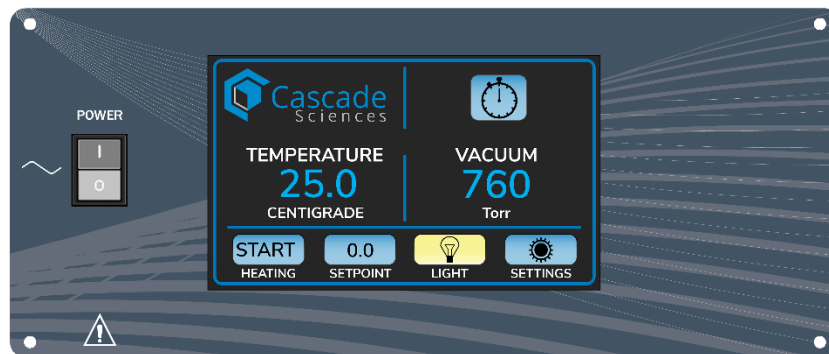 POWER
I
O
Cascade
Sciences
TEMPERATURE
25.0
CENTIGRADE
VACUUM
760
Torr
START
HEATING
0.0
SETPOINT
LIGHT
SETTINGS